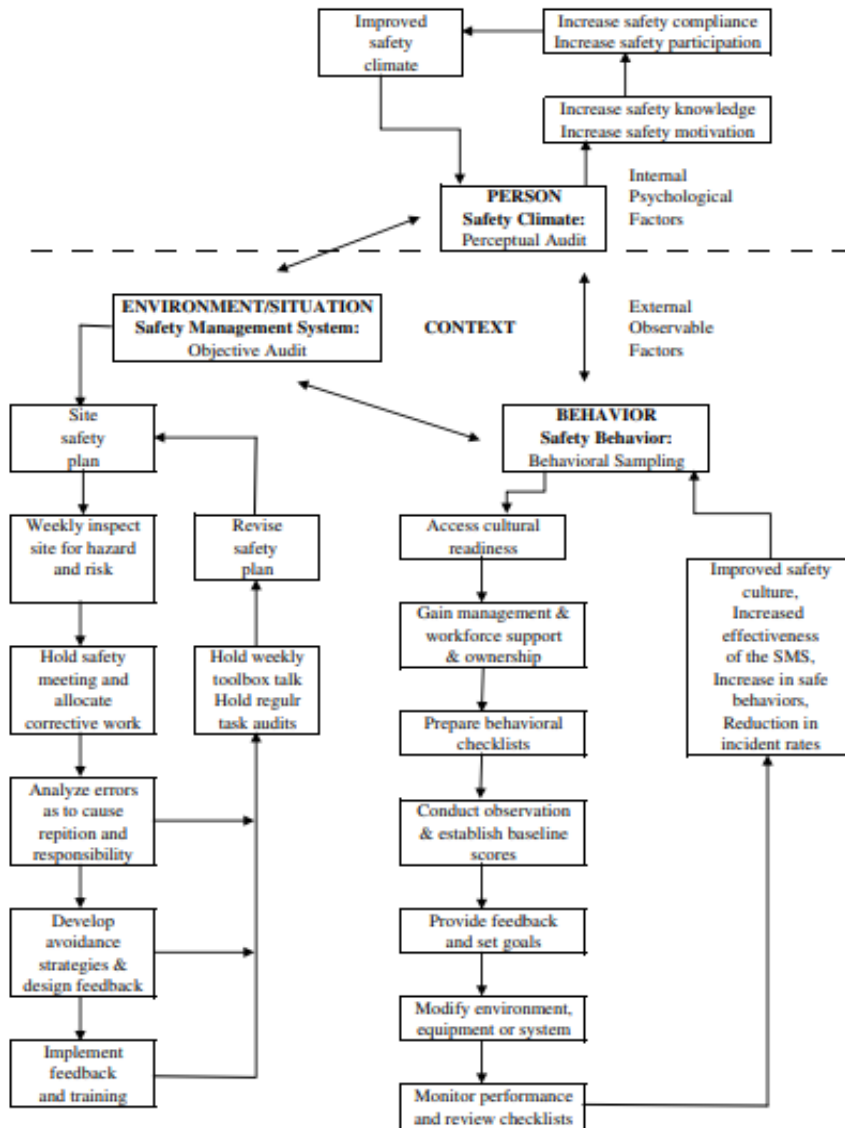 Improved
safety
climate
Increase safety compliance
Increase safety participation
Increase safety knowledge
Increase safety motivation
PERSON
Safety Climate:
Perceptual Audit
Internal
Psychological
Factors
ENVIRONMENT/SITUATION
Safety Management System:
Objective Audit
CONTEXT
External
Observable
Factors
BEHAVIOR
Safety Behavior:
Behavioral Sampling
Site
safety
plan
Weekly inspect
site for hazard
and risk
Hold safety
meeting and
allocate
corrective work
Analyze errors
as to cause
repition and
responsibility
Develop
avoidance
strategies &
design feedback
Implement
feedback
and training
Revise
safety
plan
Hold weekly
toolbox talk
Hold regulr
task audits
Access cultural
readiness
Gain management &
workforce support
& ownership
Prepare behavioral
checklists
Conduct observation
& establish baseline
scores
Provide feedback
and set goals
Modify environment,
equipment or system
Monitor performance
and review checklists
Improved safety
culture,
Increased
effectiveness
of the SMS,
Increase in safe
behaviors,
Reduction in
incident rates